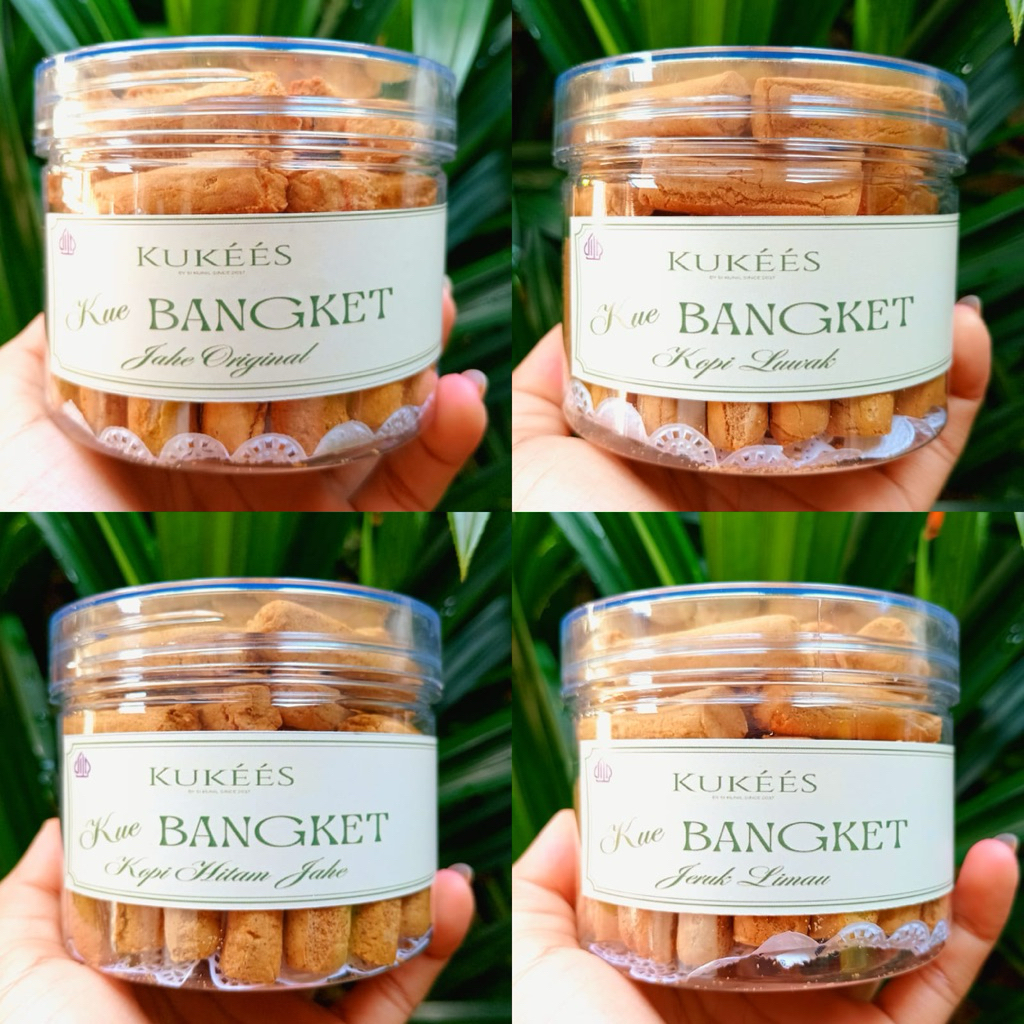 KUKÉÉS
Kue BANGKET
Jahe Original
KUKÉÉS
Kue BANGKET
Kopi Luwak
KUKÉÉS
Kue BANGKET
Kopi Hitam Jahe
KUKÉÉS
Kue BANGKET
Jeruk Limau